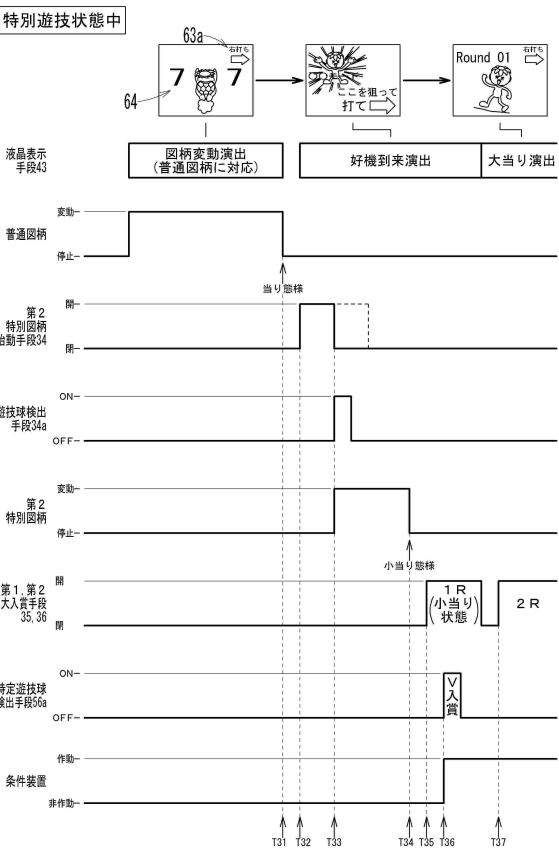 特別遊技状態中
63a
右打ち
7 7
64
ここを狙って
打て
Round 01
右打ち
液晶表示
手段43
図柄変動演出
(普通図柄に対応)
好機到来演出
大当り演出
普通図柄
変動
停止
当り態様
第2
特別図柄
始動手段34
開
閉
遊技球検出
手段34a
ON
OFF
第2
特別図柄
変動
停止
小当り態様
第1,第2
大入賞手段
35,36
開
閉
1R
(小当り)
状態
2R
特定遊技球
検出手段56a
ON
OFF
V入賞
条件装置
作動
非作動
T31 T32 T33 T34 T35 T36 T37